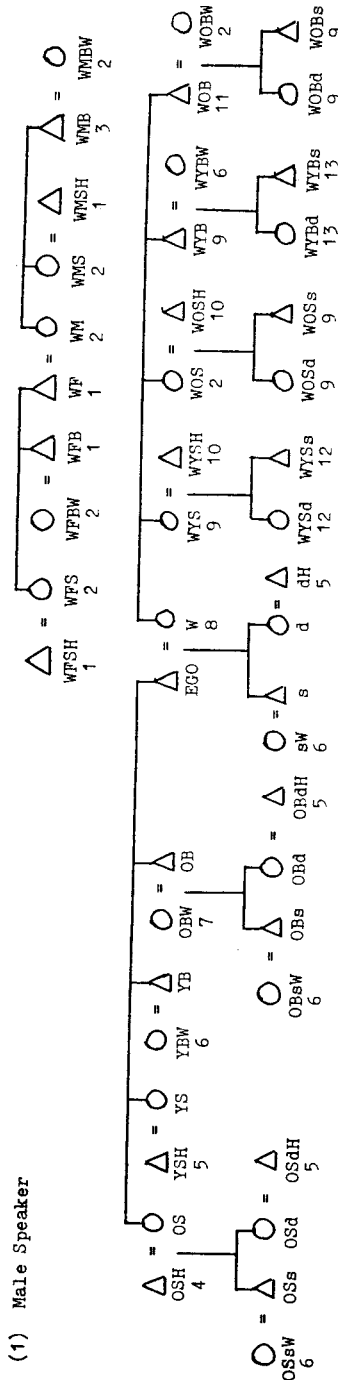 (1) Male Speaker
= = = = =
WFSH WFS WFBW WFB WF WM WMS WMSH WMB WMBW
1 2 2 1 1 2 2 1 3 2
= = = = = = = = =
OSH OS YSH YS YBW YB OBW OB EGO W WYS WYSH WOS WOSH WYB WYBW WOB WOBW
4 5 6 7 8 9 10 2 10 9 6 11 2
= = = = = =
OSsW OSs OSd OSdH OBsW OBs OBd OBdH sW s d dH WYSd WYSs WOSd WOSs WYBd WYBs WOBd WOBs
6 5 6 5 6 5 12 12 9 9 13 13 9 9